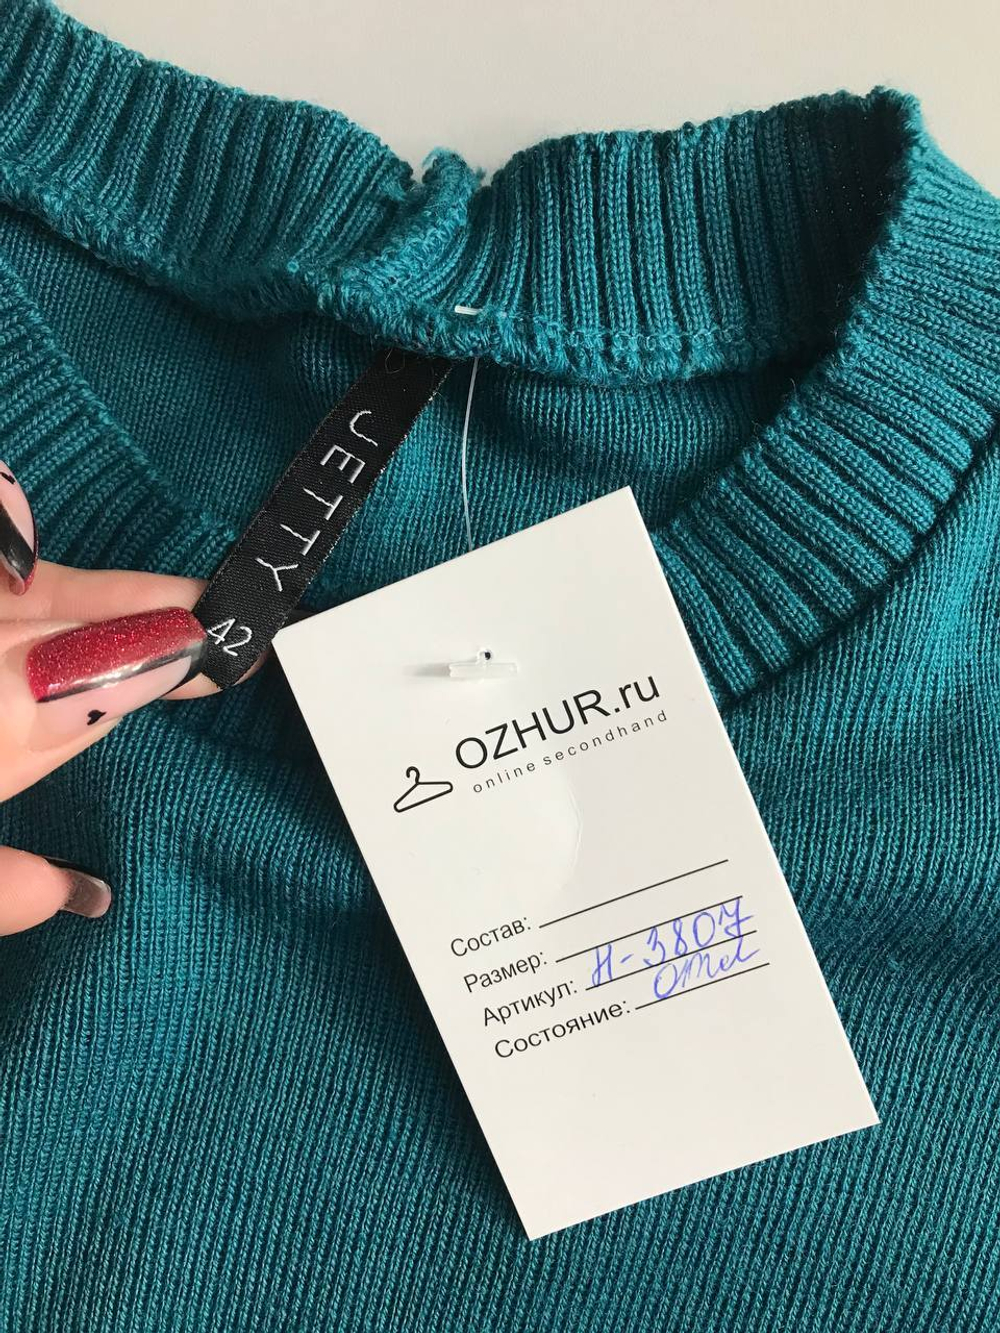 JETTY
42
OZHUR.ru
online secondhand
Состав:
Размер:
Артикул: Н-3807
Состояние: отл